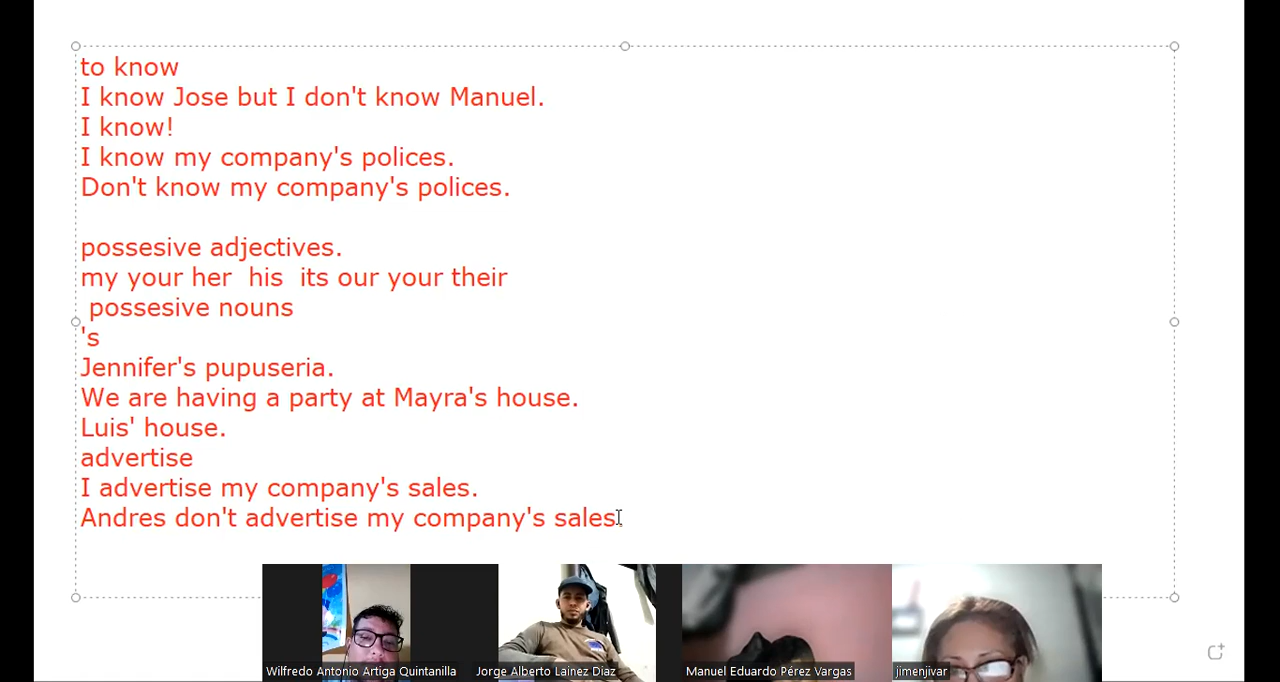 to know
I know Jose but I don't know Manuel.
I know!
I know my company's polices.
Don't know my company's polices.
possesive adjectives.
my your her his its our your their
possesive nouns
's
Jennifer's pupuseria.
We are having a party at Mayra's house.
Luis' house.
advertise
I advertise my company's sales.
Andres don't advertise my company's sales.
Wilfredo Antonio Artiga Quintanilla
Jorge Alberto Lainez Diaz
Manuel Eduardo Pérez Vargas
jimenjivar